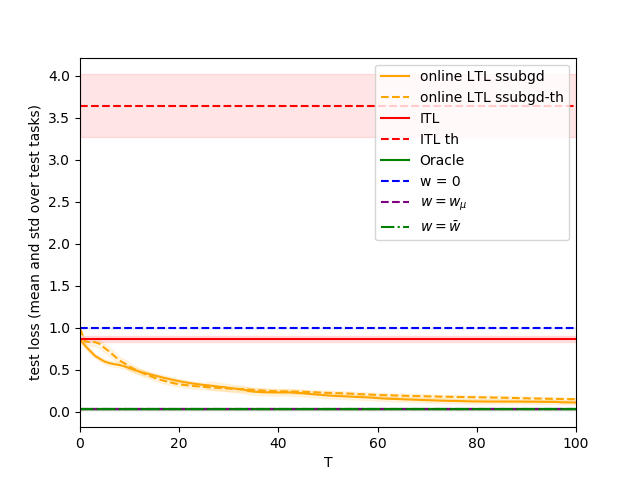 4.0
3.5
3.0
2.5
2.0
1.5
1.0
0.5
0.0
test loss (mean and std over test tasks)
online LTL ssubgd
online LTL ssubgd-th
ITL
ITL th
Oracle
w = 0
w = w_μ
w = w̄
0 20 40 60 80 100
T